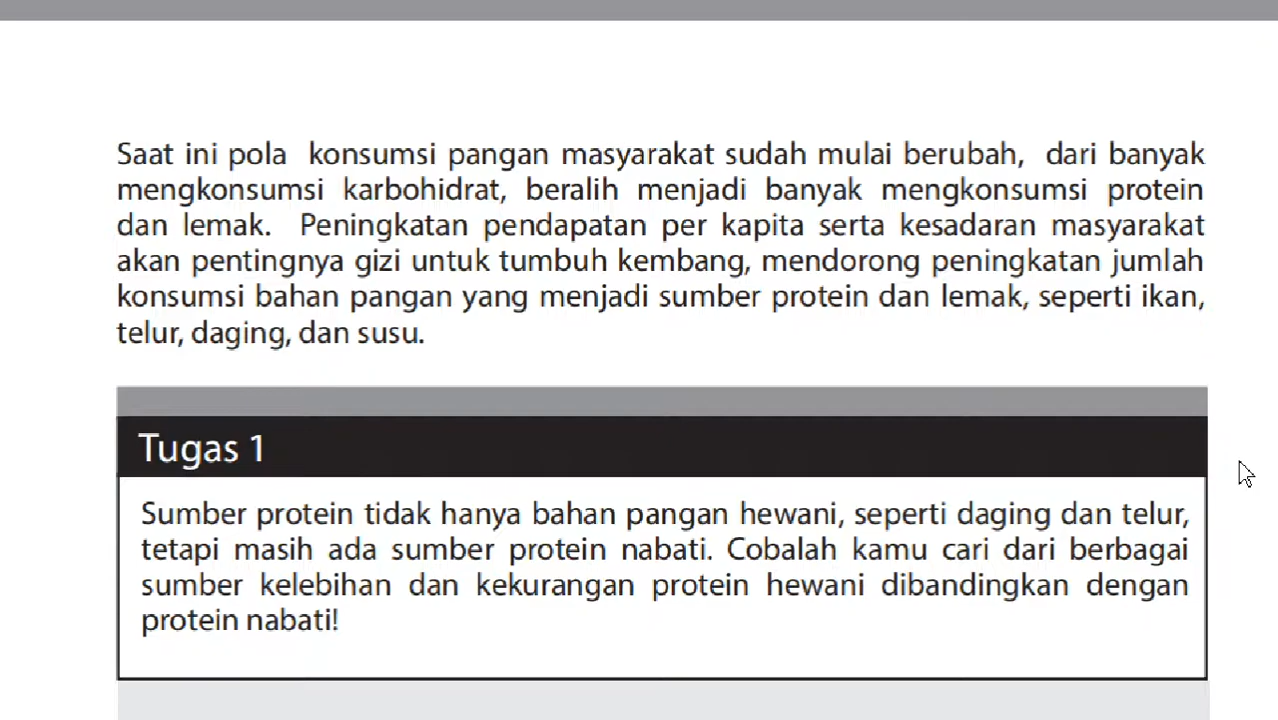 Saat ini pola konsumsi pangan masyarakat sudah mulai berubah, dari banyak
mengkonsumsi karbohidrat, beralih menjadi banyak mengkonsumsi protein
dan lemak. Peningkatan pendapatan per kapita serta kesadaran masyarakat
akan pentingnya gizi untuk tumbuh kembang, mendorong peningkatan jumlah
konsumsi bahan pangan yang menjadi sumber protein dan lemak, seperti ikan,
telur, daging, dan susu.
Tugas 1
Sumber protein tidak hanya bahan pangan hewani, seperti daging dan telur,
tetapi masih ada sumber protein nabati. Cobalah kamu cari dari berbagai
sumber kelebihan dan kekurangan protein hewani dibandingkan dengan
protein nabati!